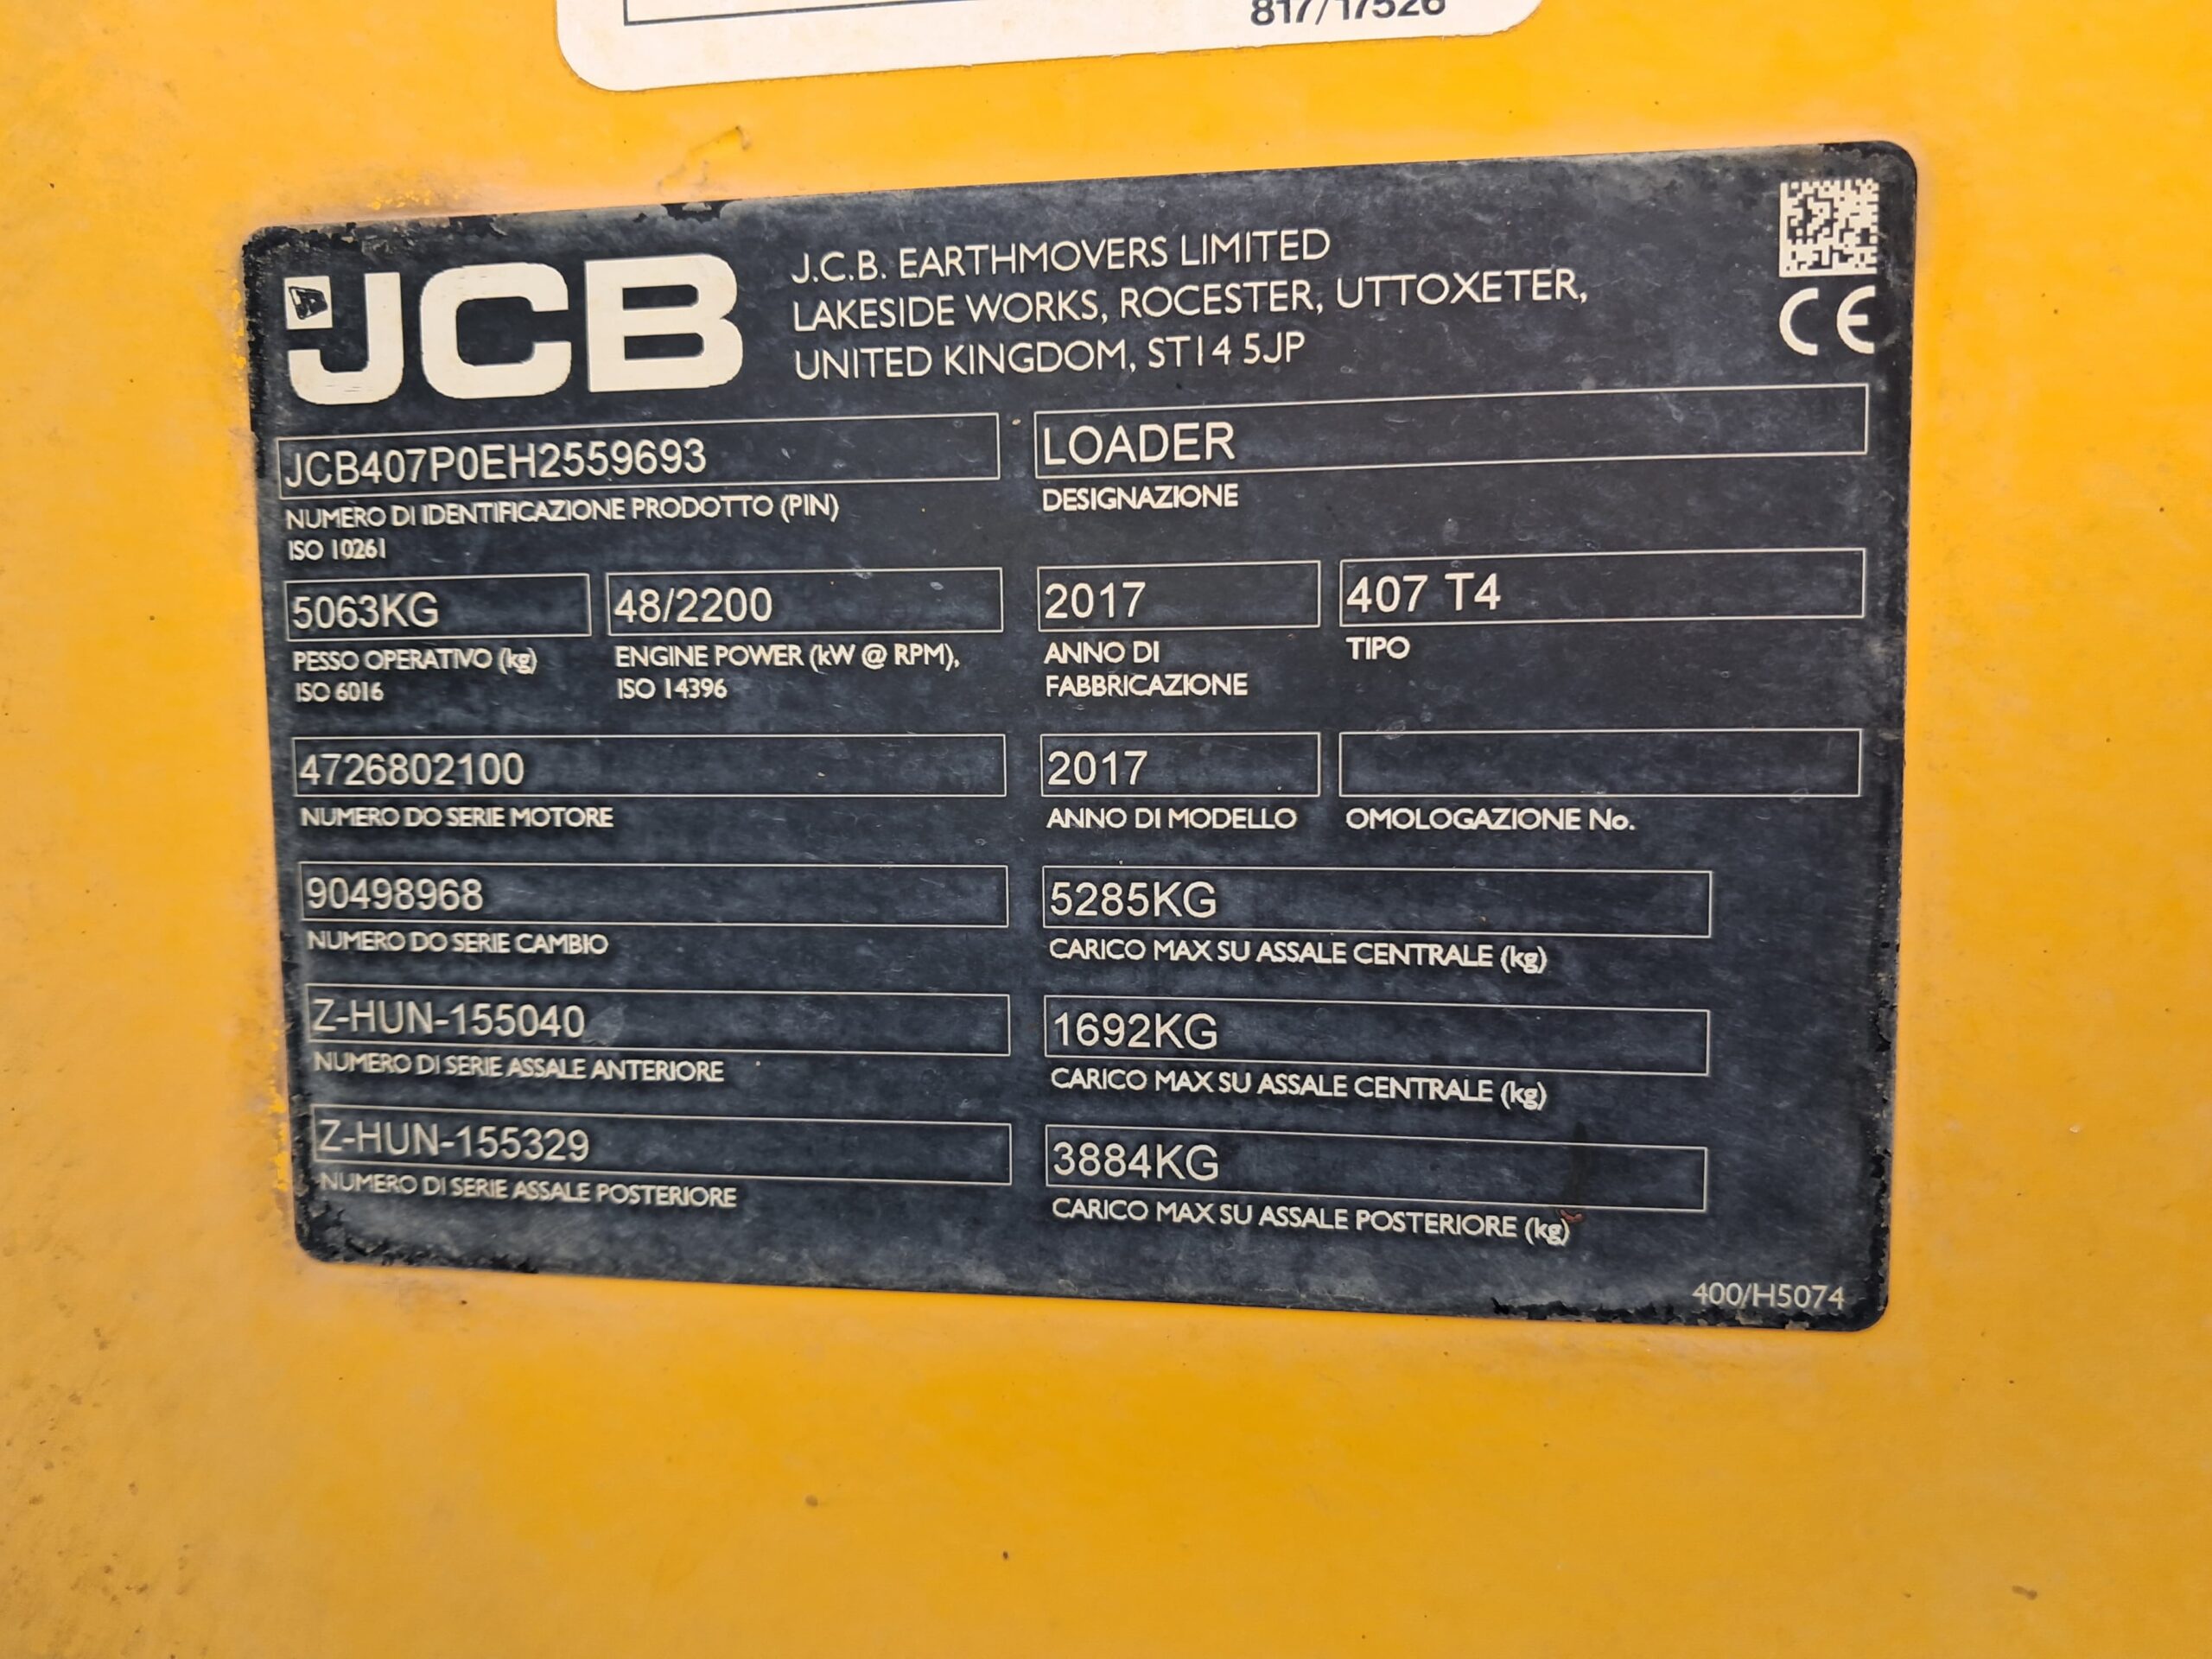 817/17526
JCB
J.C.B. EARTHMOVERS LIMITED
LAKESIDE WORKS, ROCESTER, UTTOXETER,
UNITED KINGDOM, ST14 5JP
CE
JCB407P0EH2559693
NUMERO DI IDENTIFICAZIONE PRODOTTO (PIN)
ISO 10261
LOADER
DESIGNAZIONE
5063KG
PESSO OPERATIVO (kg)
ISO 6016
48/2200
ENGINE POWER (kW @ RPM),
ISO 14396
2017
ANNO DI
FABBRICAZIONE
407 T4
TIPO
4726802100
NUMERO DO SERIE MOTORE
2017
ANNO DI MODELLO
OMOLOGAZIONE No.
90498968
NUMERO DO SERIE CAMBIO
5285KG
CARICO MAX SU ASSALE CENTRALE (kg)
Z-HUN-155040
NUMERO DI SERIE ASSALE ANTERIORE
1692KG
CARICO MAX SU ASSALE CENTRALE (kg)
Z-HUN-155329
NUMERO DI SERIE ASSALE POSTERIORE
3884KG
CARICO MAX SU ASSALE POSTERIORE (kg)
400/H5074